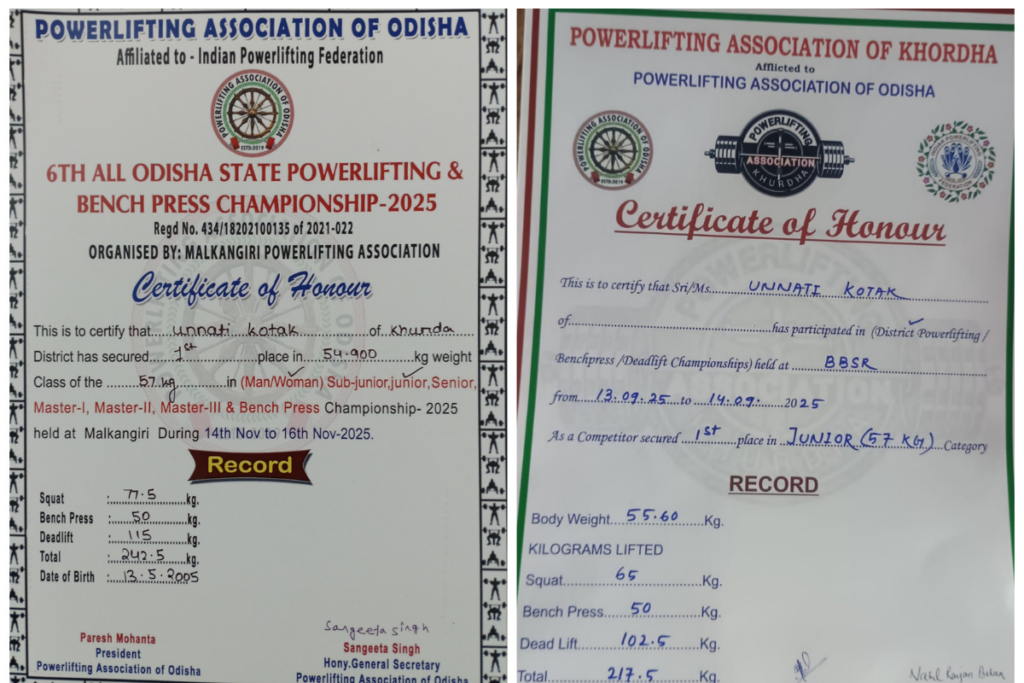 POWERLIFTING ASSOCIATION OF ODISHA
Affiliated to - Indian Powerlifting Federation
POWERLIFTING ASSOCIATION OF ODISHA
ESTD-2019
6TH ALL ODISHA STATE POWERLIFTING &
BENCH PRESS CHAMPIONSHIP-2025
Regd No. 434/18202100135 of 2021-022
ORGANISED BY: MALKANGIRI POWERLIFTING ASSOCIATION
Certificate of Honour
This is to certify that unnati kotak of khurda
District has secured 1st place in 54.900 kg weight
Class of the 57 kg in (Man/Woman) Sub-junior,junior,Senior,
Master-I, Master-II, Master-III & Bench Press Championship- 2025
held at Malkangiri During 14th Nov to 16th Nov-2025.
Record
Squat : 77.5 kg.
Bench Press : 50 kg.
Deadlift : 115 kg.
Total : 242.5 kg.
Date of Birth : 13.5.2005
Sangeeta Singh
Paresh Mohanta
President
Powerlifting Association of Odisha
Sangeeta Singh
Hony.General Secretary
Powerlifting Association of Odisha
POWERLIFTING ASSOCIATION OF KHORDHA
Afflicted to
POWERLIFTING ASSOCIATION OF ODISHA
POWERLIFTING ASSOCIATION OF ODISHA
ESTD-2019
POWERLIFTING
ASSOCIATION
KHURDHA
Certificate of Honour
This is to certify that Sri/Ms. UNNATI KOTAK
of has participated in (District Powerlifting /
Benchpress /Deadlift Championships) held at BBSR
from 13.09.25 to 14.09. 2025
As a Competitor secured 1st place in JUNIOR (57 KG) Category
RECORD
Body Weight 55.60 Kg.
KILOGRAMS LIFTED
Squat 65 Kg.
Bench Press 50 Kg.
Dead Lift 102.5 Kg.
Total 217.5 Kg.